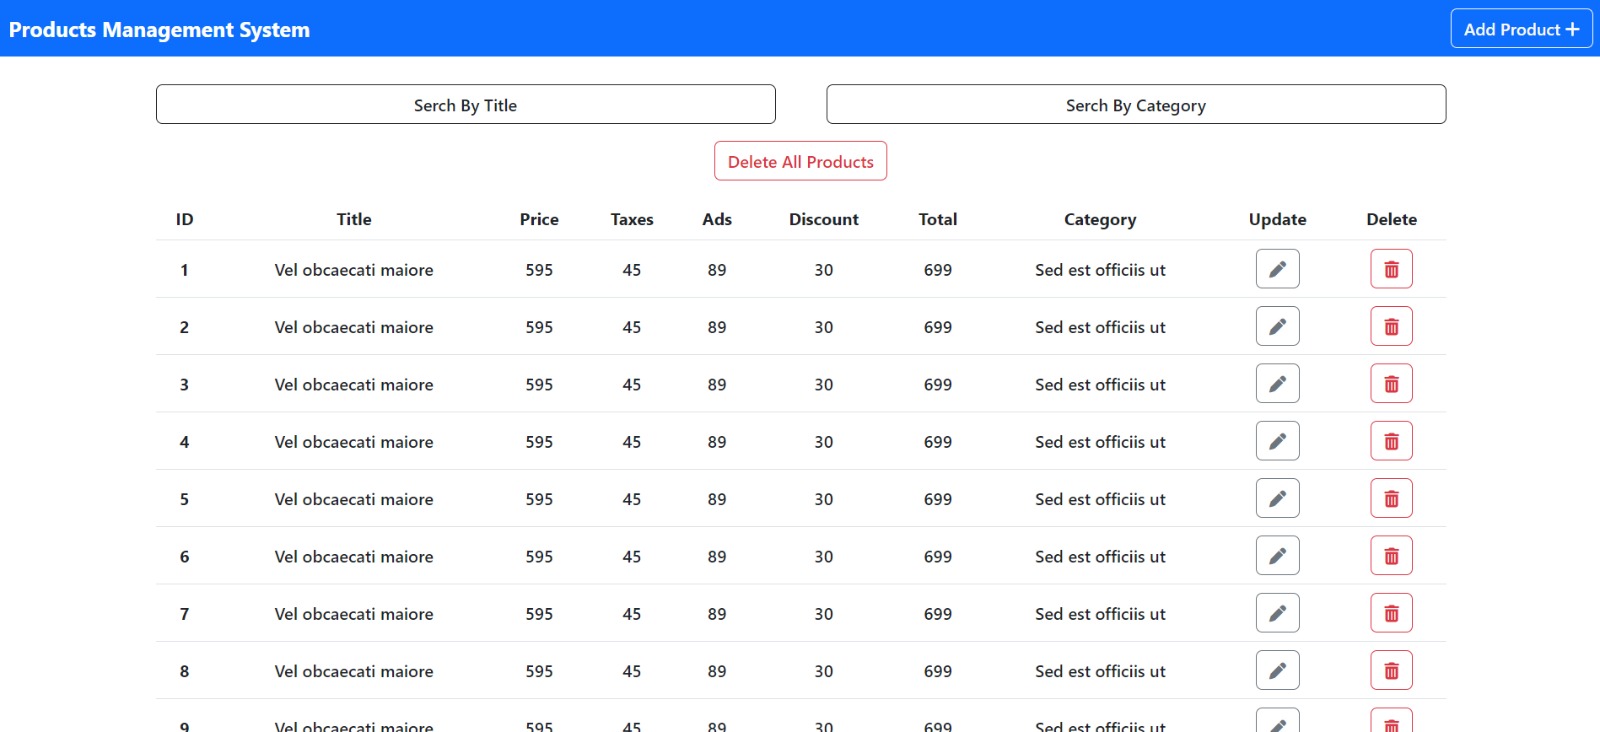 Products Management System Add Product +
Serch By Title Serch By Category
Delete All Products
ID Title Price Taxes Ads Discount Total Category Update Delete
1 Vel obcaecati maiore 595 45 89 30 699 Sed est officiis ut
2 Vel obcaecati maiore 595 45 89 30 699 Sed est officiis ut
3 Vel obcaecati maiore 595 45 89 30 699 Sed est officiis ut
4 Vel obcaecati maiore 595 45 89 30 699 Sed est officiis ut
5 Vel obcaecati maiore 595 45 89 30 699 Sed est officiis ut
6 Vel obcaecati maiore 595 45 89 30 699 Sed est officiis ut
7 Vel obcaecati maiore 595 45 89 30 699 Sed est officiis ut
8 Vel obcaecati maiore 595 45 89 30 699 Sed est officiis ut
9 Vel obcaecati maiore 595 45 89 30 699 Sed est officiis ut